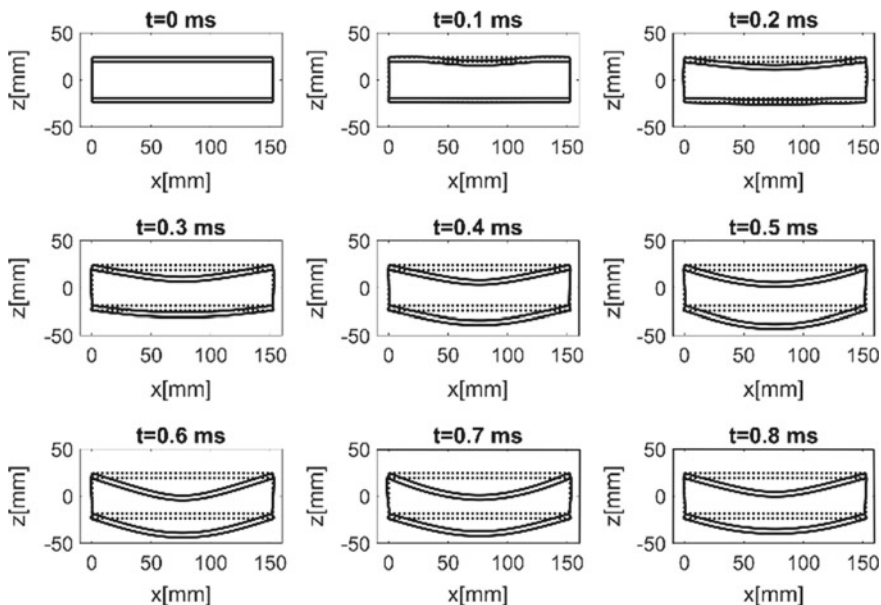 t=0 ms t=0.1 ms t=0.2 ms
50 50 50
z[mm] z[mm] z[mm]
0 0 0
-50 -50 -50
0 50 100 150 0 50 100 150 0 50 100 150
x[mm] x[mm] x[mm]
t=0.3 ms t=0.4 ms t=0.5 ms
50 50 50
z[mm] z[mm] z[mm]
0 0 0
-50 -50 -50
0 50 100 150 0 50 100 150 0 50 100 150
x[mm] x[mm] x[mm]
t=0.6 ms t=0.7 ms t=0.8 ms
50 50 50
z[mm] z[mm] z[mm]
0 0 0
-50 -50 -50
0 50 100 150 0 50 100 150 0 50 100 150
x[mm] x[mm] x[mm]